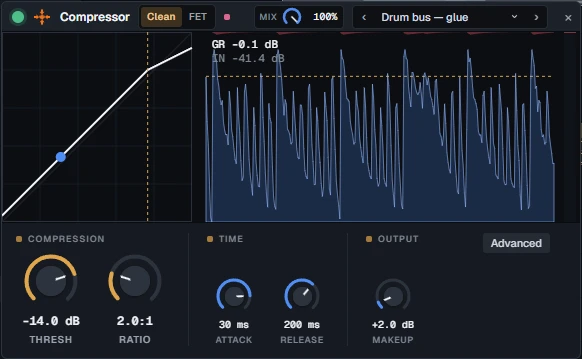 Compressor Clean FET MIX 100% ‹ Drum bus — glue › ×
GR -0.1 dB
IN -41.4 dB
COMPRESSION TIME OUTPUT Advanced
-14.0 dB 2.0:1 30 ms 200 ms +2.0 dB
THRESH RATIO ATTACK RELEASE MAKEUP